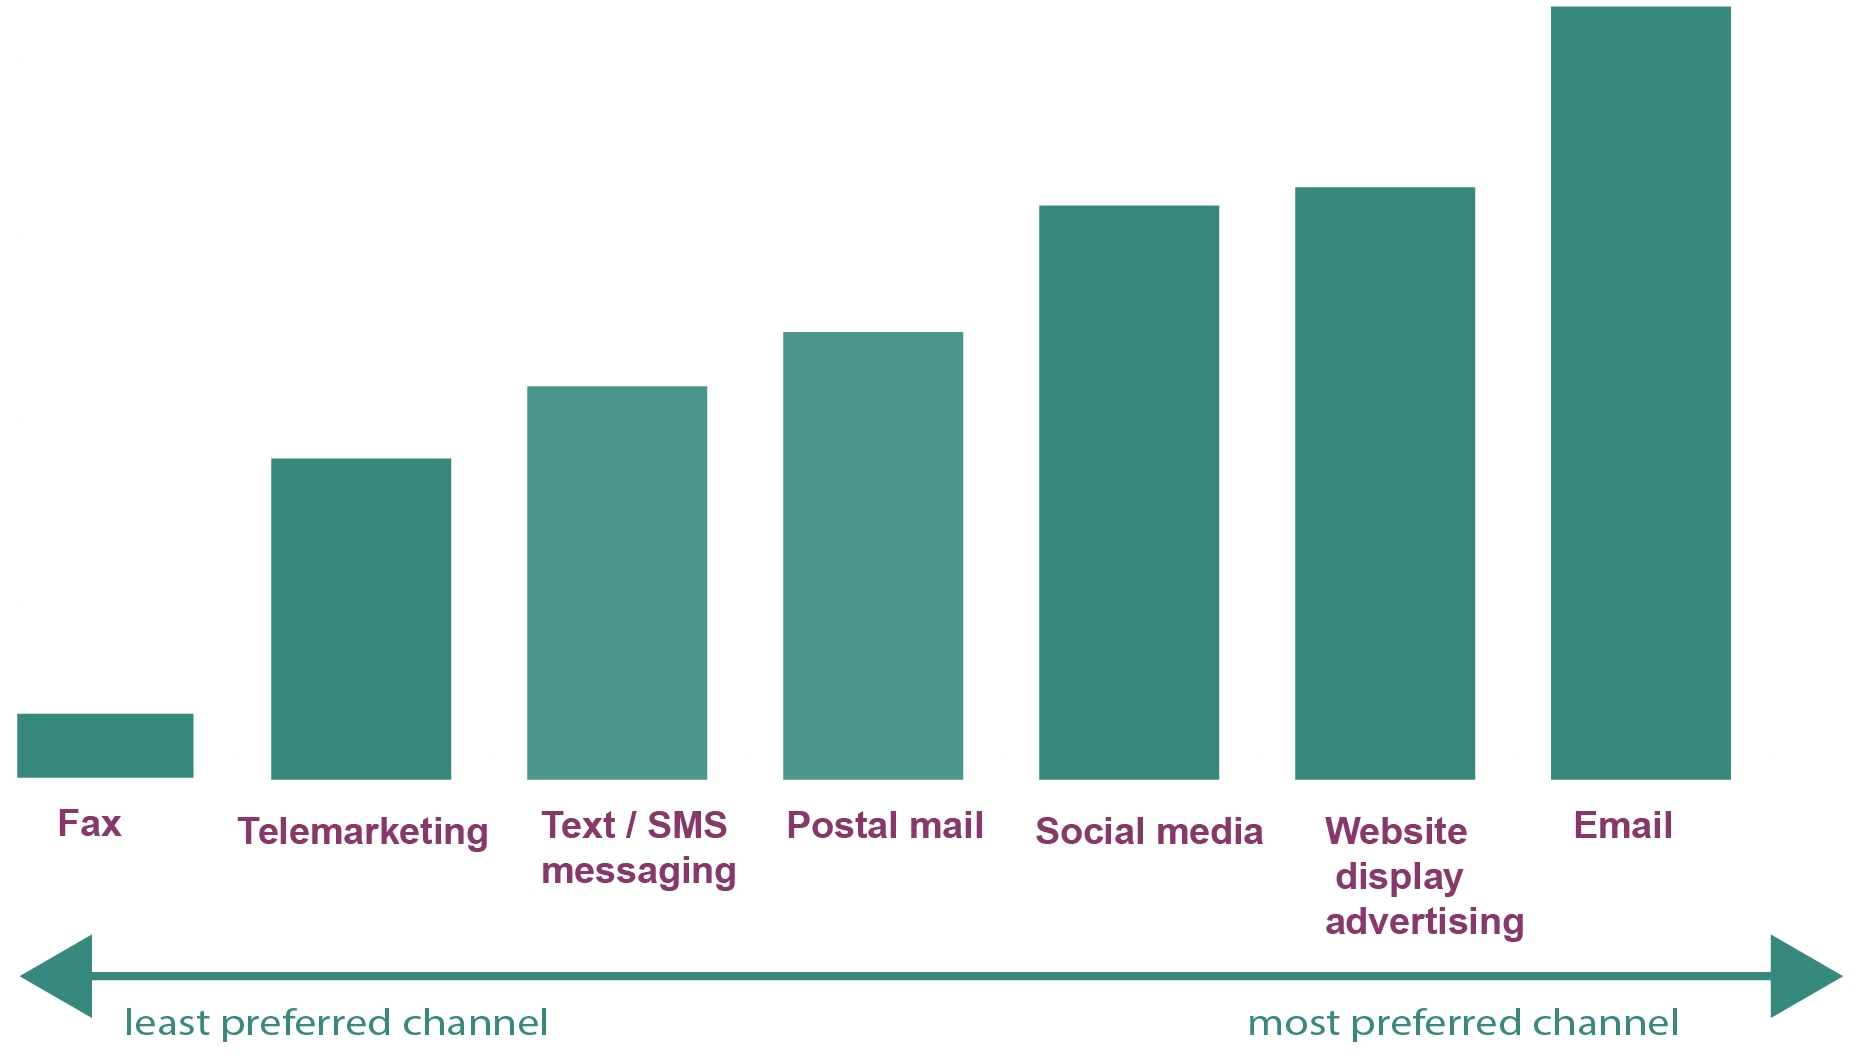 Fax
Telemarketing
Text / SMS
messaging
Postal mail
Social media
Website
display
advertising
Email
least preferred channel
most preferred channel